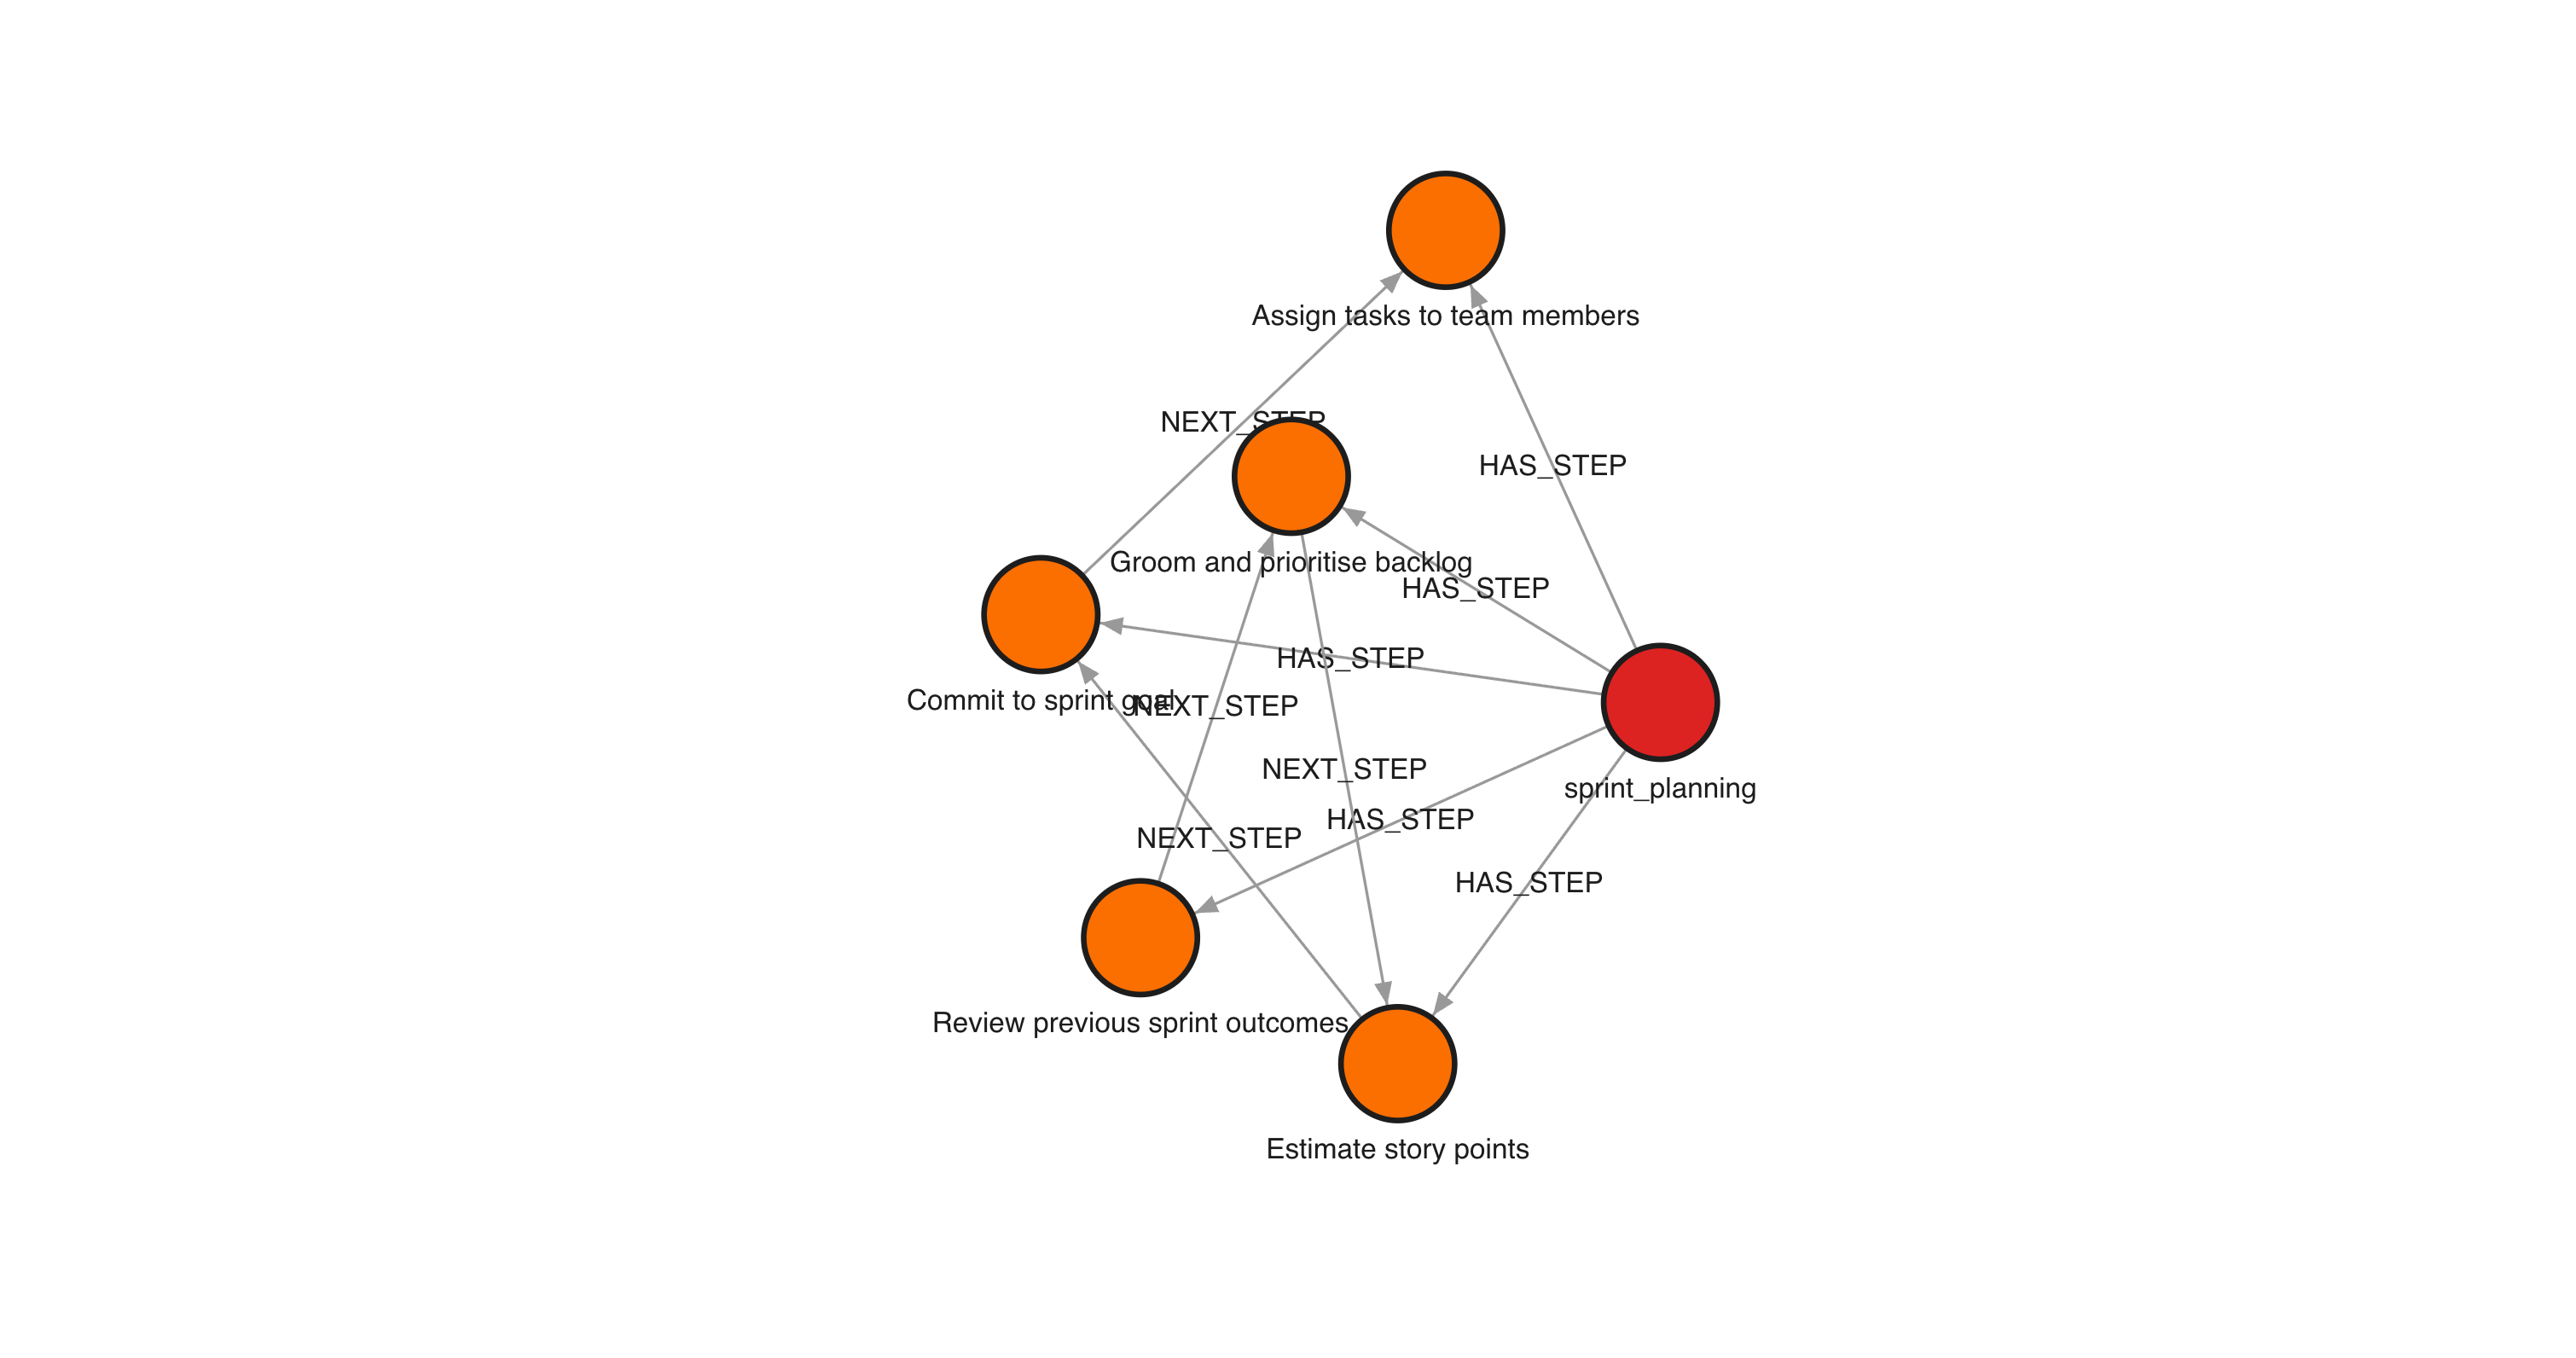 Assign tasks to team members
NEXT_STEP
HAS_STEP
Groom and prioritise backlog
HAS_STEP
HAS_STEP
Commit to sprint goal
NEXT_STEP
NEXT_STEP
sprint_planning
HAS_STEP
NEXT_STEP
HAS_STEP
Review previous sprint outcomes
Estimate story points